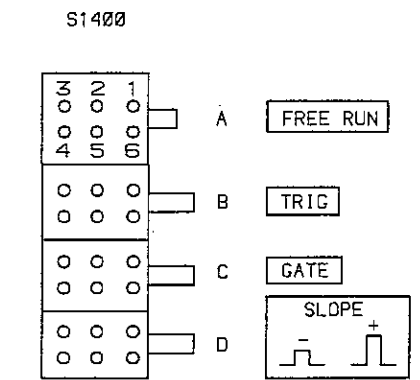 S1400
3 2 1
4 5 6
A FREE RUN
B TRIG
C GATE
SLOPE
- +
D